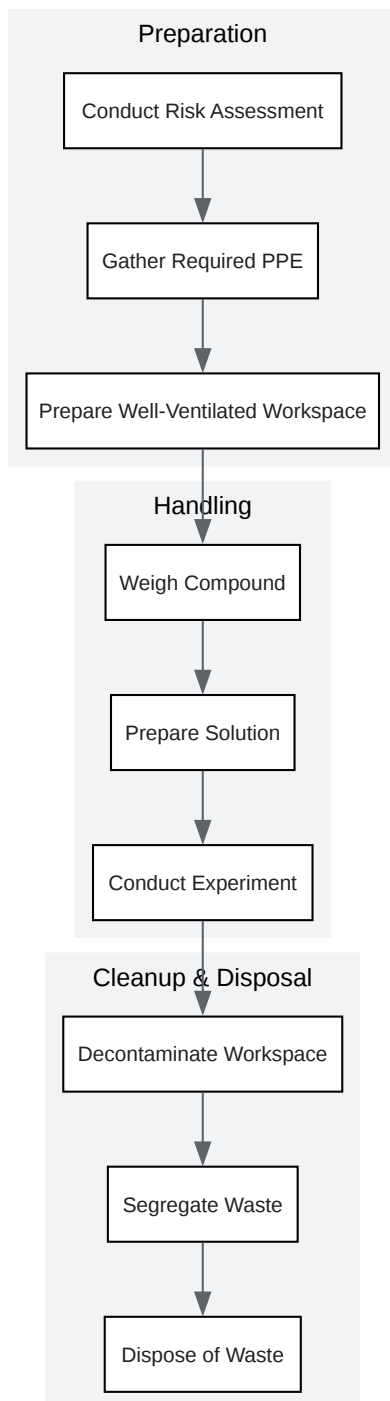 Preparation
Conduct Risk Assessment
Gather Required PPE
Prepare Well-Ventilated Workspace
Handling
Weigh Compound
Prepare Solution
Conduct Experiment
Cleanup & Disposal
Decontaminate Workspace
Segregate Waste
Dispose of Waste